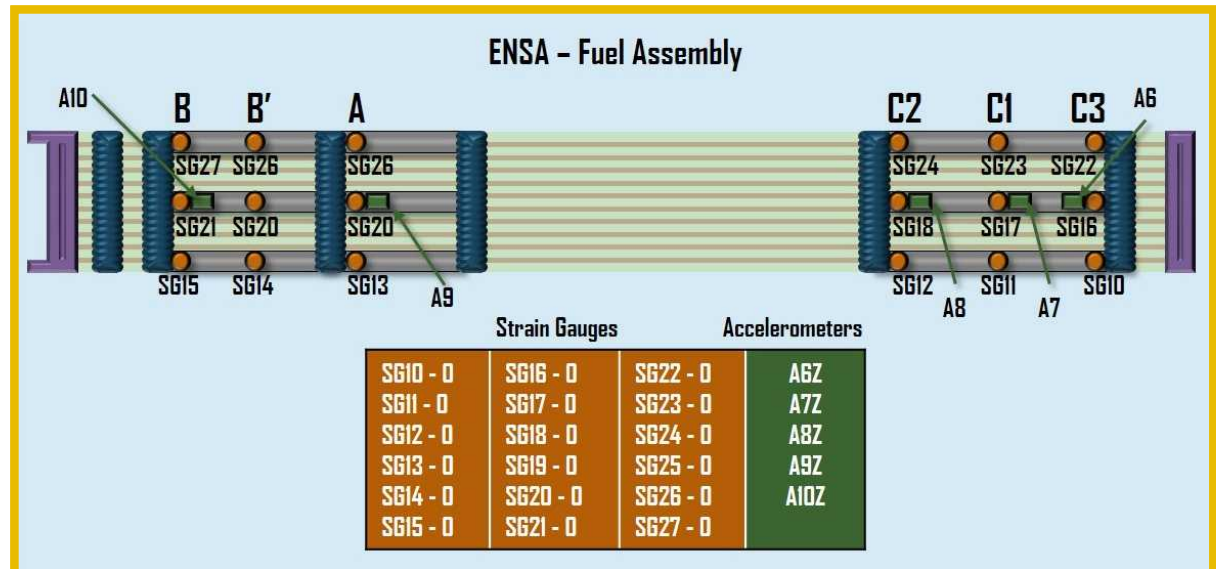 ENSA – Fuel Assembly
A10 B B' A C2 C1 C3 A6
SG27 SG26 SG26 SG24 SG23 SG22
SG21 SG20 SG20 SG18 SG17 SG16
SG15 SG14 SG13 A9 SG12 SG11 SG10
A8 A7
Strain Gauges Accelerometers
SG10 - 0 SG16 - 0 SG22 - 0 A6Z
SG11 - 0 SG17 - 0 SG23 - 0 A7Z
SG12 - 0 SG18 - 0 SG24 - 0 A8Z
SG13 - 0 SG19 - 0 SG25 - 0 A9Z
SG14 - 0 SG20 - 0 SG26 - 0 A10Z
SG15 - 0 SG21 - 0 SG27 - 0